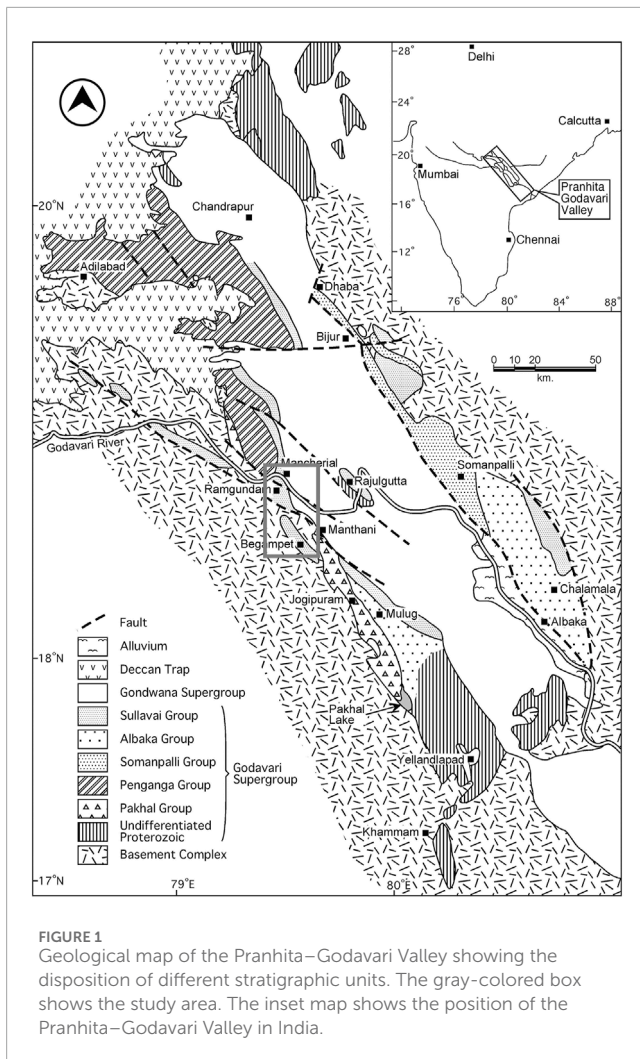 28°
Delhi
24°
Calcutta
20°
Mumbai
Pranhita
Godavari
Valley
16°
Chennai
12°
76°
80°
84°
88°
20°N
Chandrapur
Adilabad
Dhaba
Bijur
0 10 20 50
km.
Godavari River
Mancherial
Somanpalli
Ramgundam
Rajulgutta
Manthani
Begampet
Jogipuram
Mulug
Chalamala
Albaka
18°N
Pakhal
Lake
Yellandlapad
Khammam
17°N
79°E
80°E
Fault
Alluvium
Deccan Trap
Gondwana Supergroup
Sullavai Group
Albaka Group
Somanpalli Group
Penganga Group
Pakhal Group
Undifferentiated
Proterozoic
Basement Complex
Godavari
Supergroup
FIGURE 1
Geological map of the Pranhita–Godavari Valley showing the
disposition of different stratigraphic units. The gray-colored box
shows the study area. The inset map shows the position of the
Pranhita–Godavari Valley in India.